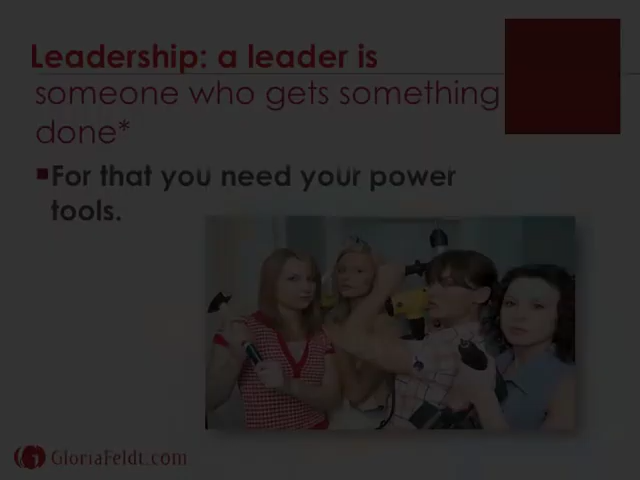 Leadership: a leader is
someone who gets something
done*
For that you need your power
tools.
GloriaFeldt.com